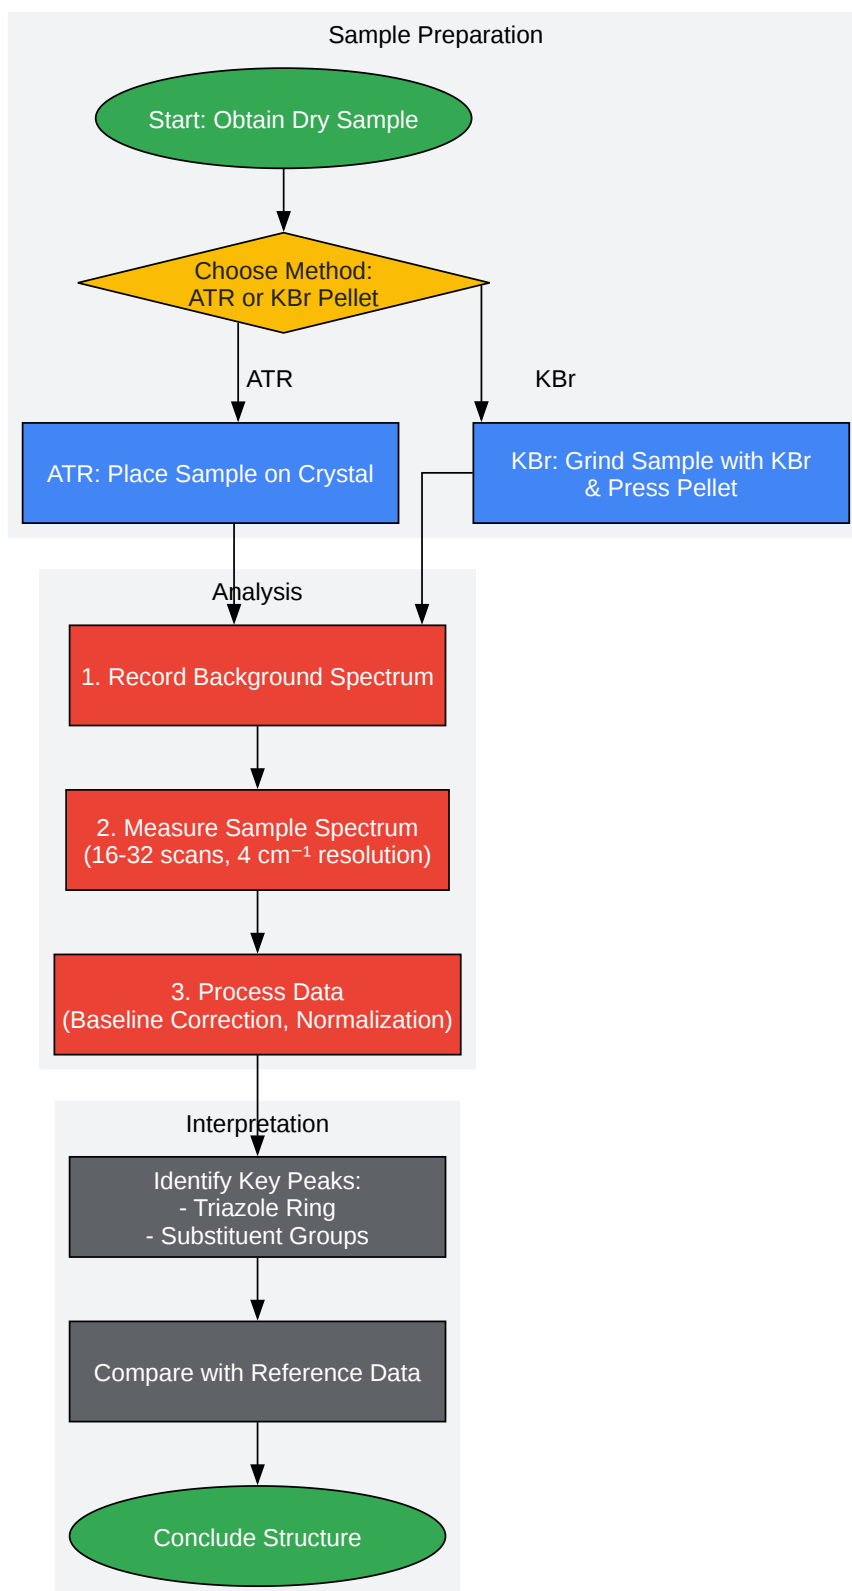 Sample Preparation
Start: Obtain Dry Sample
Choose Method:
ATR or KBr Pellet
ATR
KBr
ATR: Place Sample on Crystal
KBr: Grind Sample with KBr
& Press Pellet
Analysis
1. Record Background Spectrum
2. Measure Sample Spectrum
(16-32 scans, 4 cm⁻¹ resolution)
3. Process Data
(Baseline Correction, Normalization)
Interpretation
Identify Key Peaks:
- Triazole Ring
- Substituent Groups
Compare with Reference Data
Conclude Structure